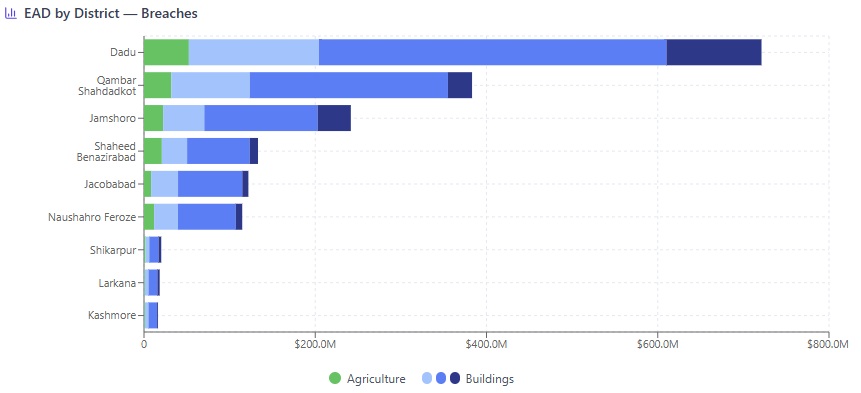 EAD by District — Breaches
Dadu
Qambar
Shahdadkot
Jamshoro
Shaheed
Benazirabad
Jacobabad
Naushahro Feroze
Shikarpur
Larkana
Kashmore
0 $200.0M $400.0M $600.0M $800.0M
Agriculture Buildings